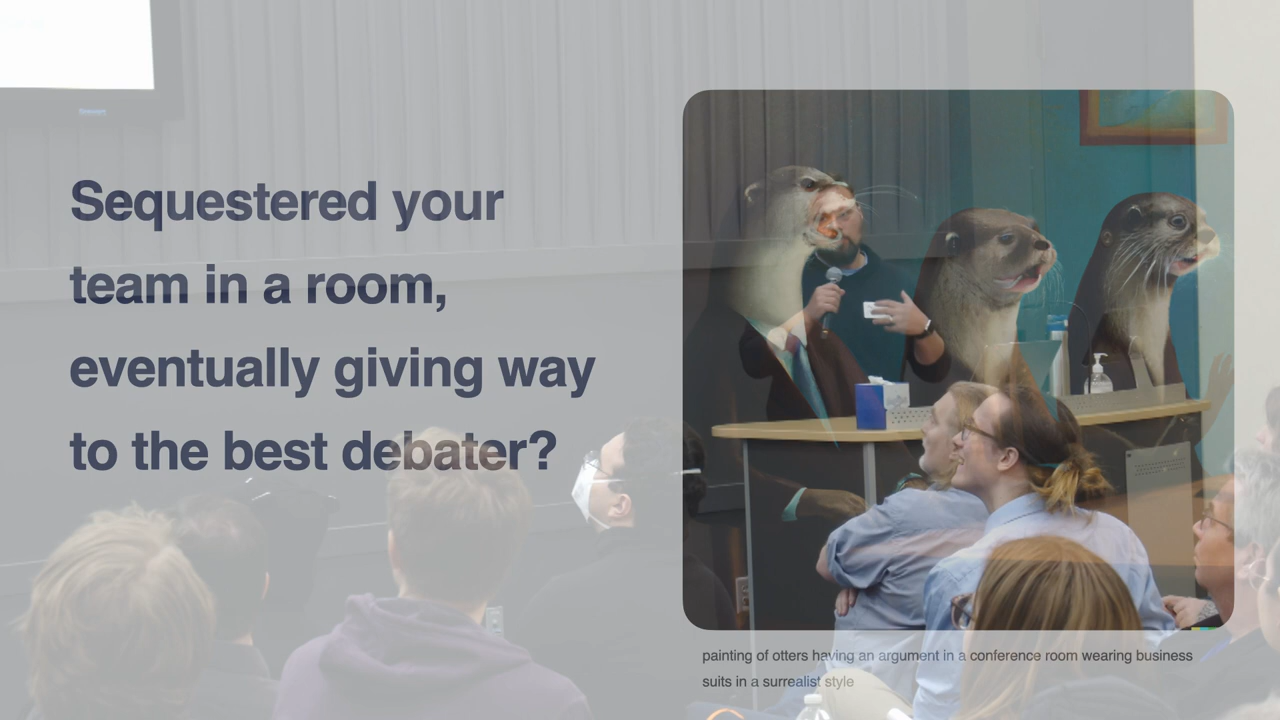 Sequestered your
team in a room,
eventually giving way
to the best debater?
painting of otters having an argument in a conference room wearing business
suits in a surrealist style